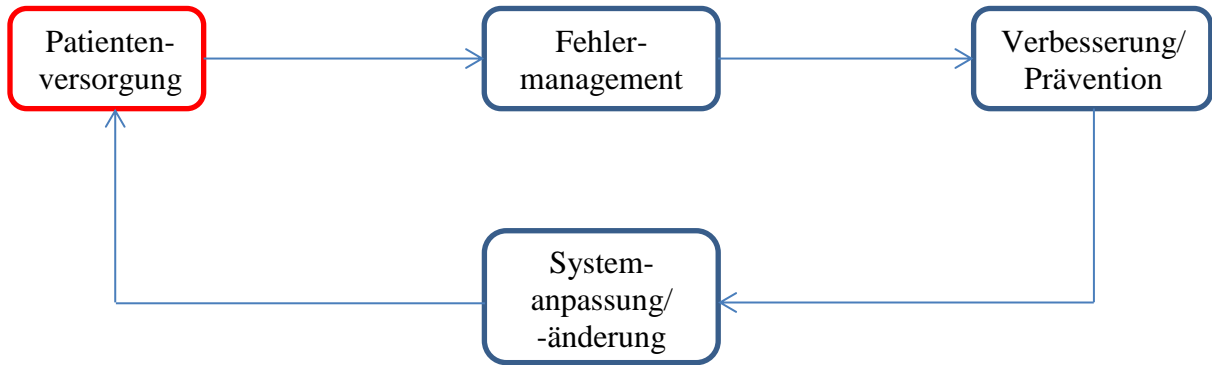 Patienten-
versorgung
Fehler-
management
Verbesserung/
Prävention
System-
anpassung/
-änderung